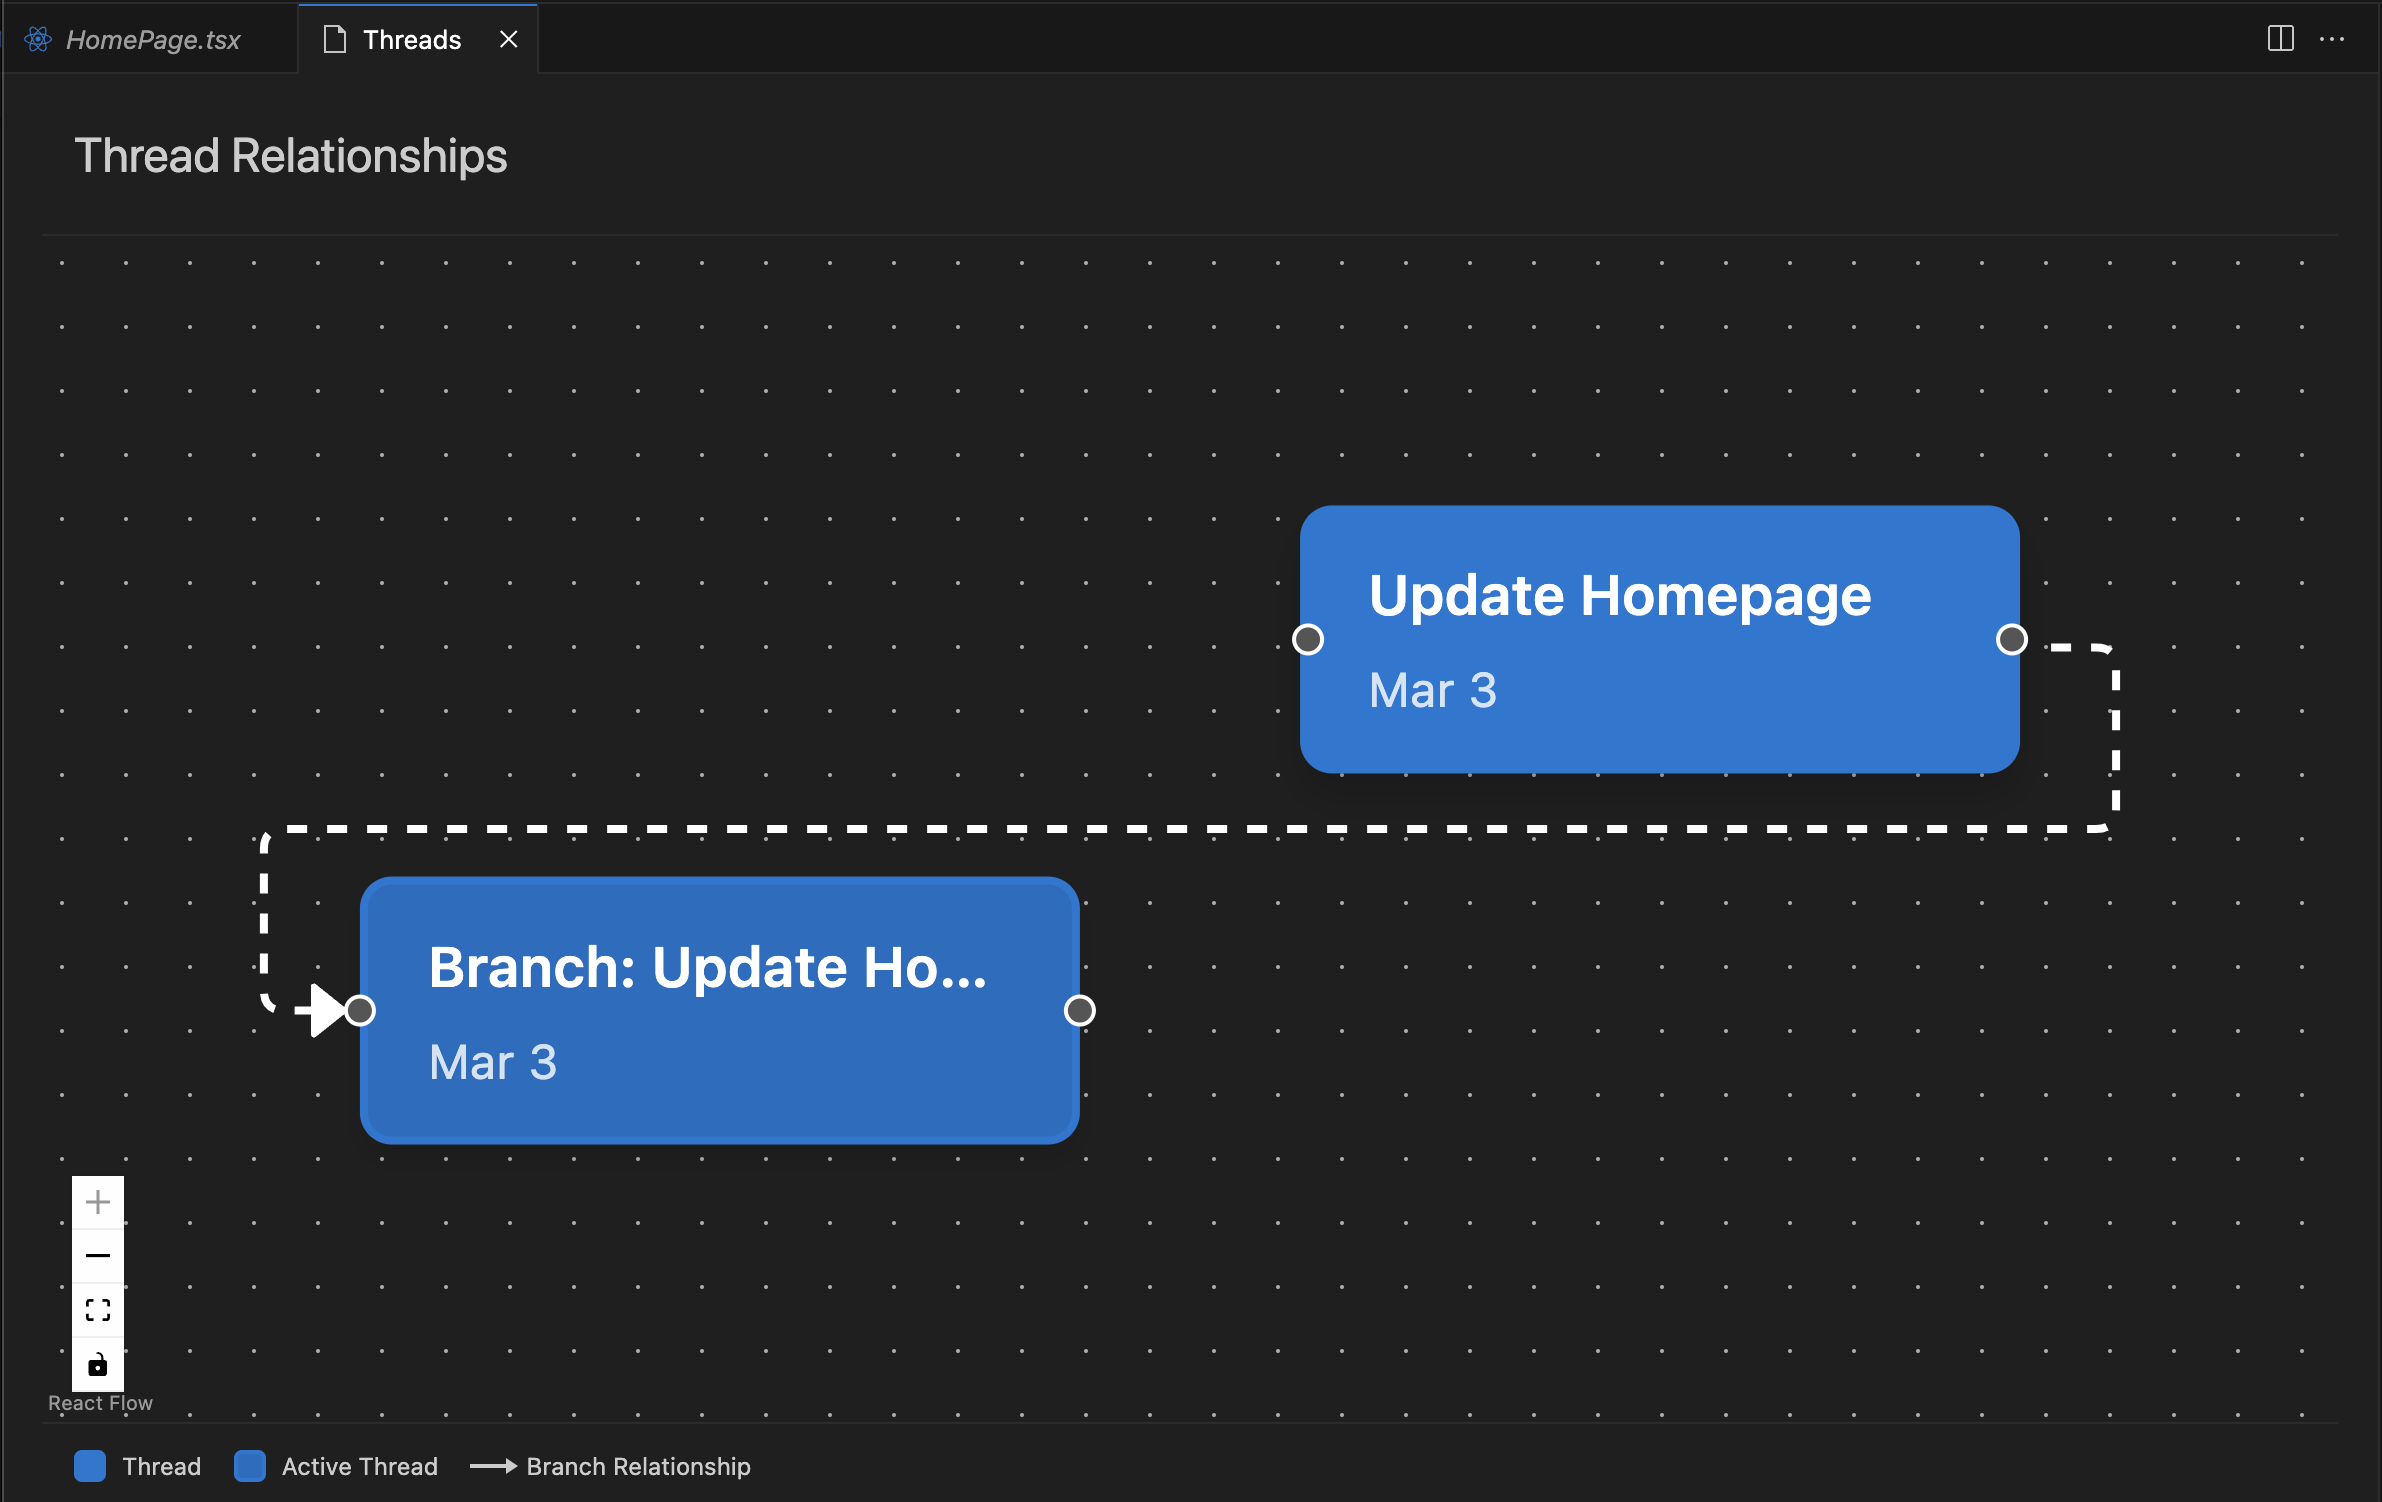 HomePage.tsx
Threads
Thread Relationships
Update Homepage
Mar 3
Branch: Update Ho...
Mar 3
React Flow
Thread
Active Thread
Branch Relationship